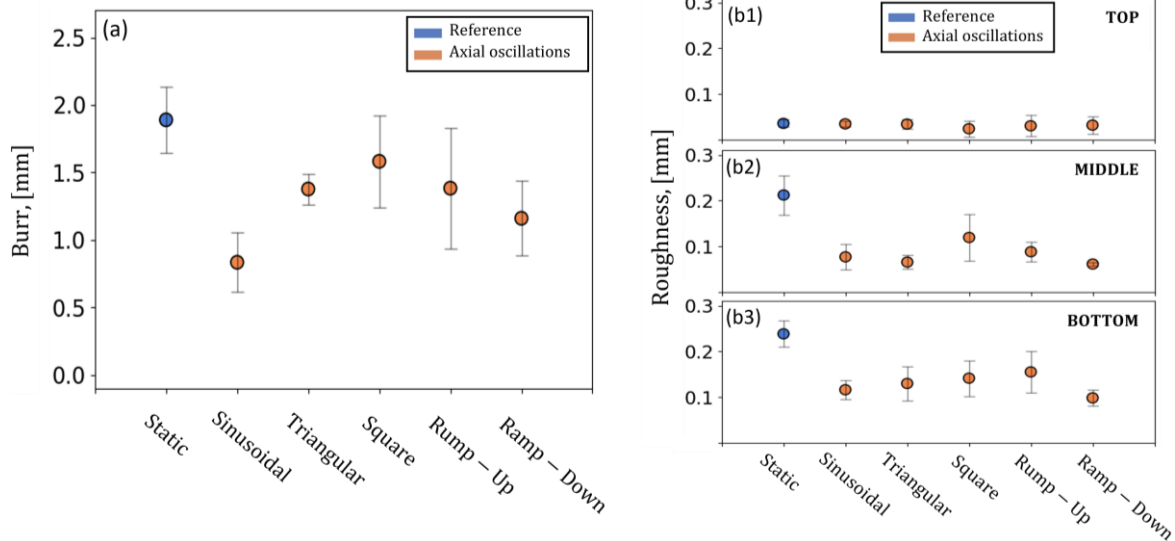 (a)
Reference
Axial oscillations
Burr, [mm]
2.5
2.0
1.5
1.0
0.5
0.0
Static
Sinusoidal
Triangular
Square
Rump – Up
Ramp – Down
Roughness, [mm]
(b1)
Reference
Axial oscillations
TOP
0.3
0.2
0.1
(b2)
MIDDLE
0.3
0.2
0.1
(b3)
BOTTOM
0.3
0.2
0.1
Static
Sinusoidal
Triangular
Square
Rump – Up
Ramp – Down